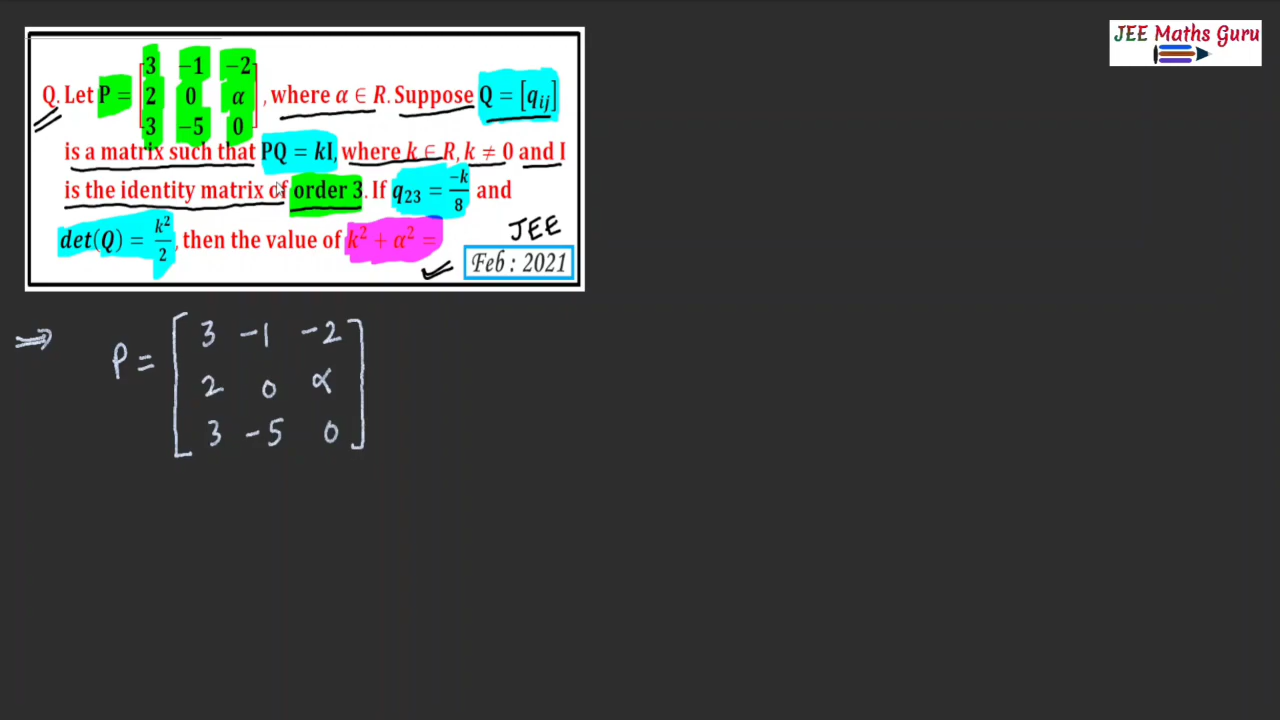 JEE Maths Guru
Q. Let P = [3 −1 −2
2 0 α
3 −5 0], where α ∈ R. Suppose Q = [q_ij]
is a matrix such that PQ = kI, where k ∈ R, k ≠ 0 and I
is the identity matrix of order 3. If q_23 = −k/8 and
det(Q) = k²/2, then the value of k² + α² =
JEE
Feb : 2021
⇒ P = [3 −1 −2
2 0 α
3 −5 0]